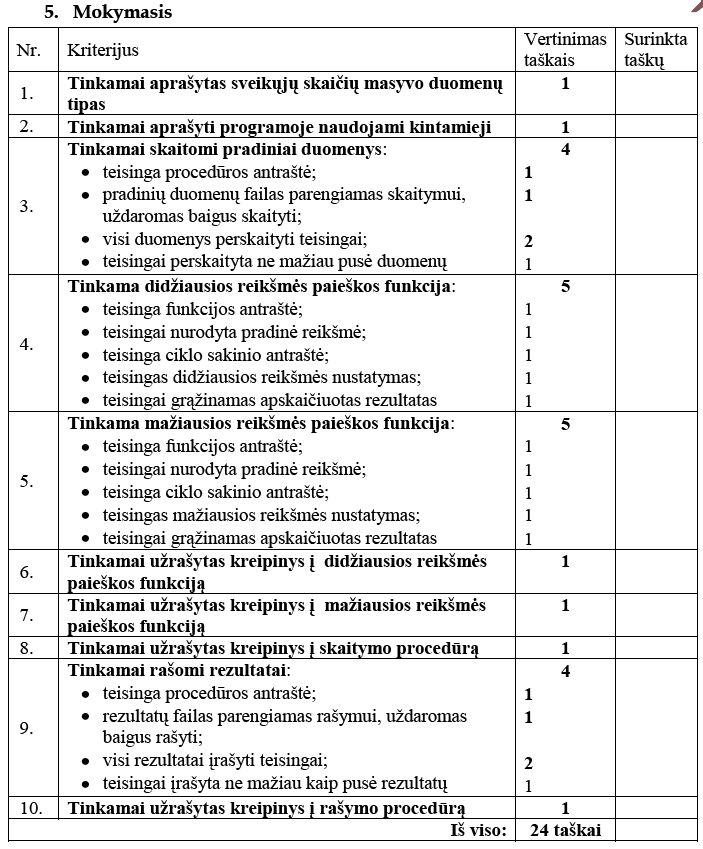 5. Mokymasis
Nr. Kriterijus Vertinimas taškais Surinkta taškų
1. Tinkamai aprašytas sveikųjų skaičių masyvo duomenų 1
tipas
2. Tinkamai aprašyti programoje naudojami kintamieji 1
3. Tinkamai skaitomi pradiniai duomenys: 4
• teisinga procedūros antraštė; 1
• pradinių duomenų failas parengiamas skaitymui, 1
uždaromas baigus skaityti;
• visi duomenys perskaityti teisingai; 2
• teisingai perskaityta ne mažiau pusė duomenų 1
4. Tinkama didžiausios reikšmės paieškos funkcija: 5
• teisinga funkcijos antraštė; 1
• teisingai nurodyta pradinė reikšmė; 1
• teisinga ciklo sakinio antraštė; 1
• teisingas didžiausios reikšmės nustatymas; 1
• teisingai grąžinamas apskaičiuotas rezultatas 1
5. Tinkama mažiausios reikšmės paieškos funkcija: 5
• teisinga funkcijos antraštė; 1
• teisingai nurodyta pradinė reikšmė; 1
• teisinga ciklo sakinio antraštė; 1
• teisingas mažiausios reikšmės nustatymas; 1
• teisingai grąžinamas apskaičiuotas rezultatas 1
6. Tinkamai užrašytas kreipinys į didžiausios reikšmės 1
paieškos funkciją
7. Tinkamai užrašytas kreipinys į mažiausios reikšmės 1
paieškos funkciją
8. Tinkamai užrašytas kreipinys į skaitymo procedūrą 1
9. Tinkamai rašomi rezultatai: 4
• teisinga procedūros antraštė; 1
• rezultatų failas parengiamas rašymui, uždaromas 1
baigus rašyti;
• visi rezultatai įrašyti teisingai; 2
• teisingai įrašyta ne mažiau kaip pusė rezultatų 1
10. Tinkamai užrašytas kreipinys į rašymo procedūrą 1
Iš viso: 24 taškai